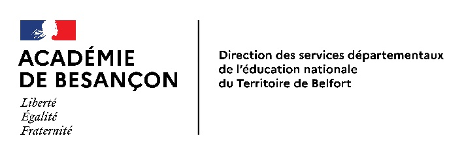 ACADÉMIE
DE BESANÇON
Liberté
Égalité
Fraternité
Direction des services départementaux
de l'éducation nationale
du Territoire de Belfort